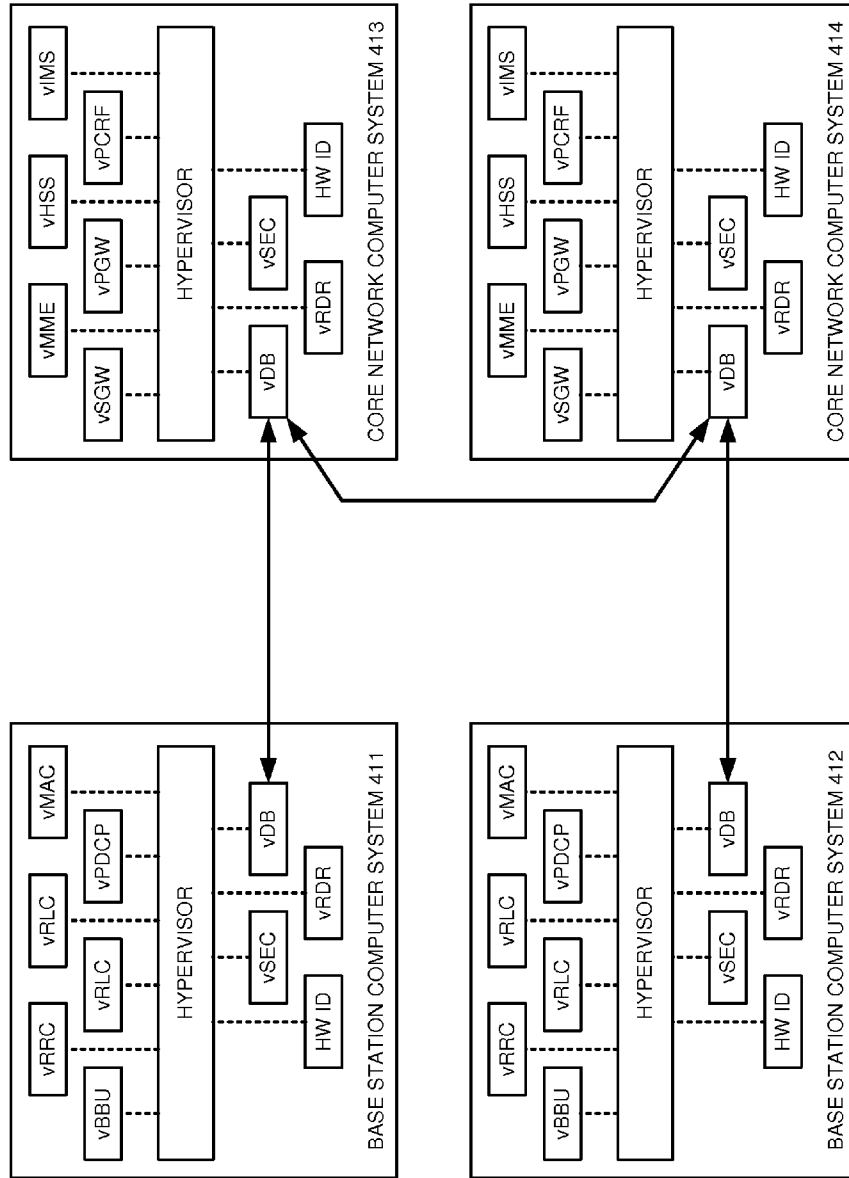 vRRC
vRLC
vMAC
vBBU
vRLC
vPDCP
HYPERVISOR
vSEC
vDB
HW ID
vRDR
BASE STATION COMPUTER SYSTEM 411
vMME
vHSS
vIMS
vSGW
vPGW
vPCRF
HYPERVISOR
vDB
vSEC
vRDR
HW ID
CORE NETWORK COMPUTER SYSTEM 413
vRRC
vRLC
vMAC
vBBU
vRLC
vPDCP
HYPERVISOR
vSEC
vDB
HW ID
vRDR
BASE STATION COMPUTER SYSTEM 412
vMME
vHSS
vIMS
vSGW
vPGW
vPCRF
HYPERVISOR
vDB
vSEC
vRDR
HW ID
CORE NETWORK COMPUTER SYSTEM 414